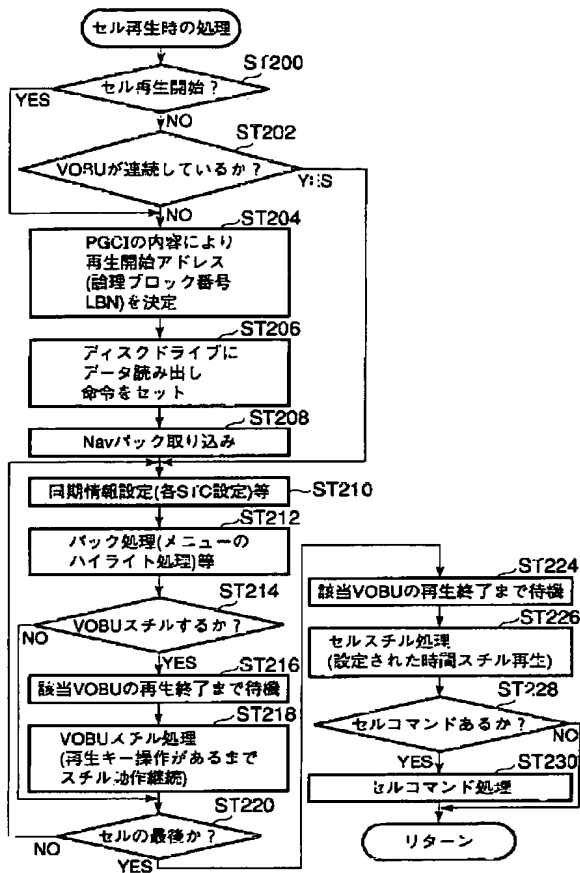 セル再生時の処理
ST200
セル再生開始?
YES
NO
ST202
VOBUが連続しているか?
YES
NO
ST204
PGCIの内容により
再生開始アドレス
(論理ブロック番号
LBN)を決定
ST206
ディスクドライブに
データ読み出し
命令をセット
ST208
Navパック取り込み
同期情報設定(各STC設定)等
ST210
ST212
パック処理(メニューの
ハイライト処理)等
ST214
VOBUスチルするか?
NO
YES
ST216
該当VOBUの再生終了まで待機
ST218
VOBUスチル処理
(再生キー操作があるまで
スチル動作継続)
ST220
セルの最後か?
NO
YES
ST224
該当VOBUの再生終了まで待機
ST226
セルスチル処理
(設定された時間スチル再生)
ST228
セルコマンドあるか?
NO
YES
ST230
セルコマンド処理
リターン